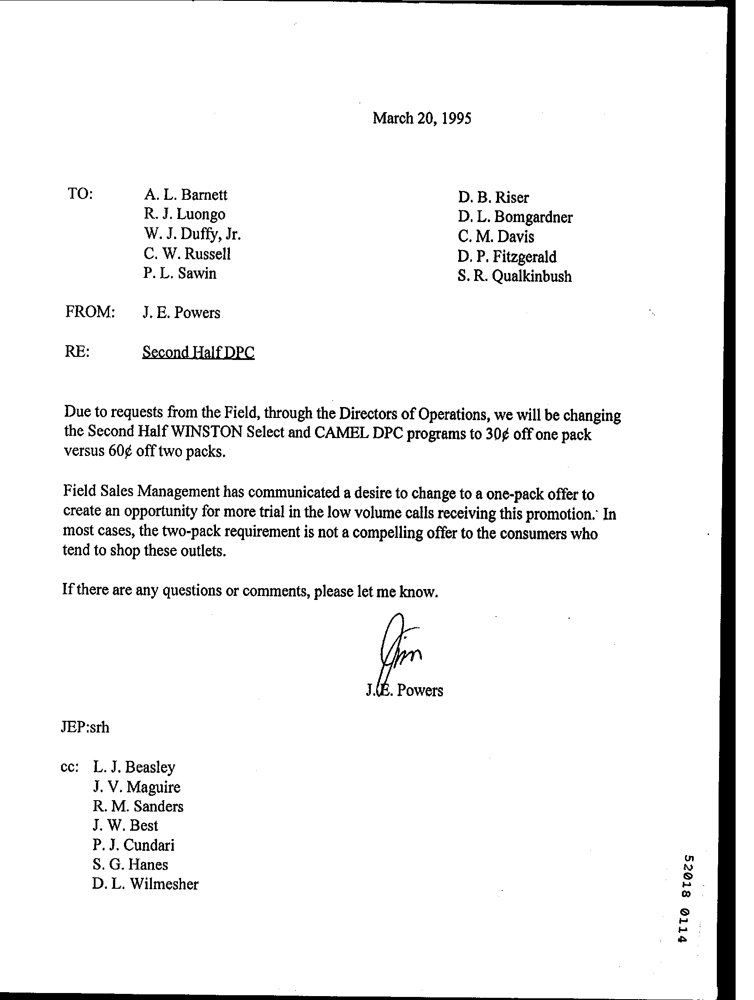 March 20, 1995
TO: A. L. Barnett D. B. Riser
R. J. Luongo D. L. Bomgardner
W. J. Duffy, Jr. C. M. Davis
C. W. Russell D. P. Fitzgerald
P. L. Sawin S. R. Qualkinbush
FROM: J. E. Powers
RE: Second Half DPC
Due to requests from the Field, through the Directors of Operations, we will be changing
the Second Half WINSTON Select and CAMEL DPC programs to 30¢ off one pack
versus 60¢ off two packs.
Field Sales Management has communicated a desire to change to a one-pack offer to
create an opportunity for more trial in the low volume calls receiving this promotion. In
most cases, the two-pack requirement is not a compelling offer to the consumers who
tend to shop these outlets.
If there are any questions or comments, please let me know.
Jim
J. E. Powers
JEP:srh
cc: L. J. Beasley
J. V. Maguire
R. M. Sanders
J. W. Best
P. J. Cundari
S. G. Hanes
D. L. Wilmesher
52018 0114